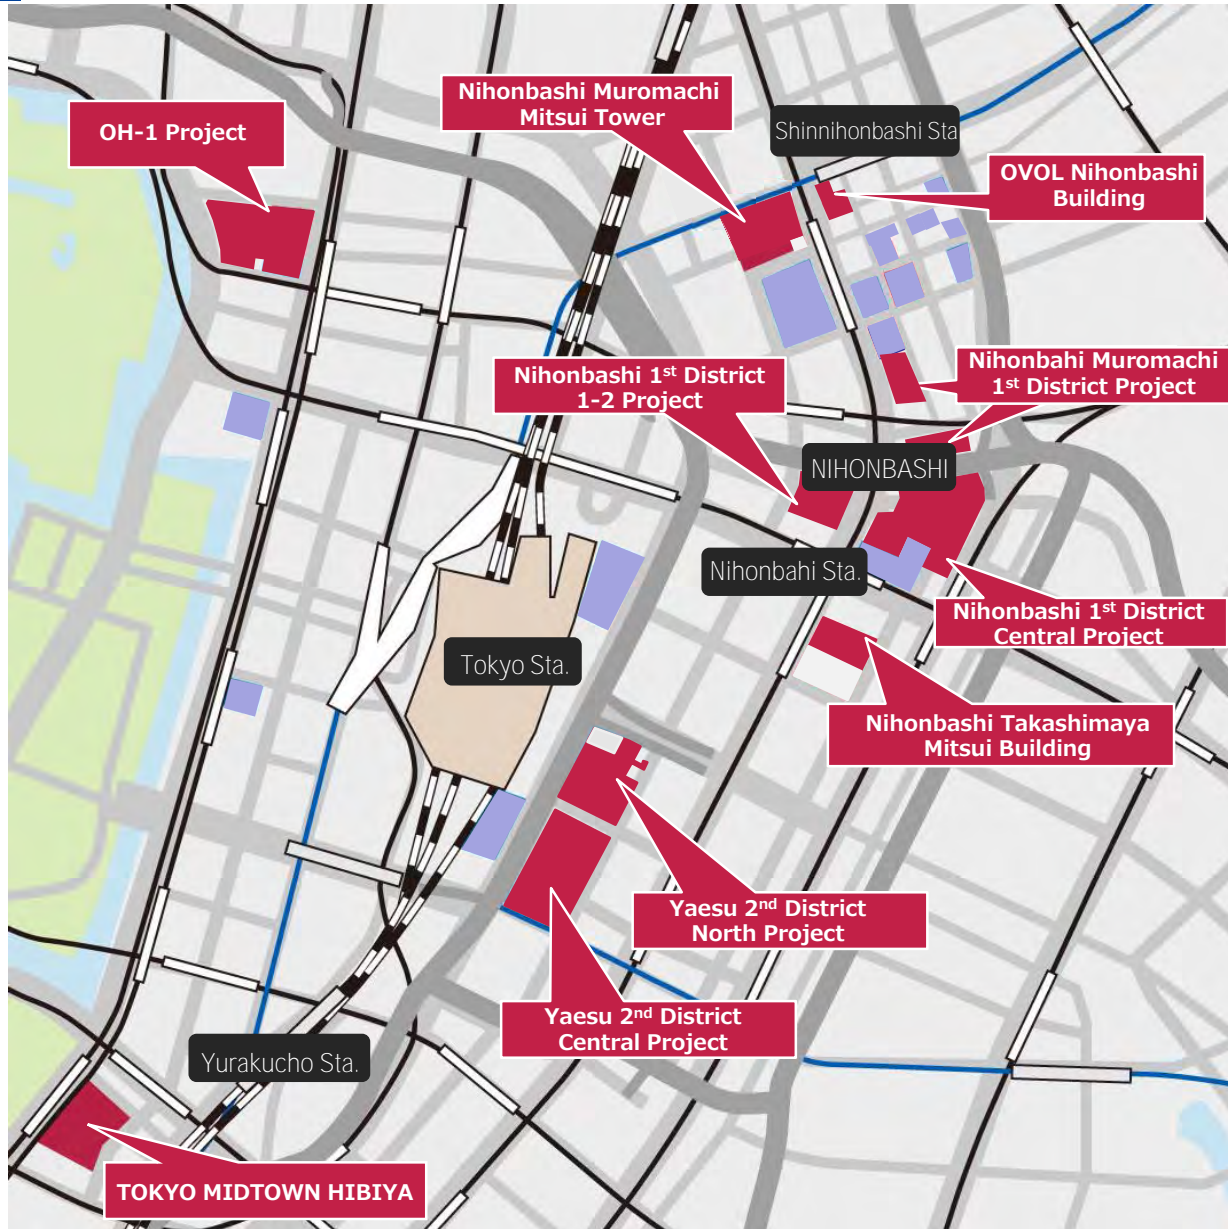 Nihonbashi Muromachi
Mitsui Tower
OH-1 Project
Shinnihonbashi Sta
OVOL Nihonbashi
Building
Nihonbashi 1st District
1-2 Project
Nihonbahi Muromachi
1st District Project
NIHONBASHI
Nihonbahi Sta.
Nihonbashi 1st District
Central Project
Tokyo Sta.
Nihonbashi Takashimaya
Mitsui Building
Yaesu 2nd District
North Project
Yaesu 2nd District
Central Project
Yurakucho Sta.
TOKYO MIDTOWN HIBIYA